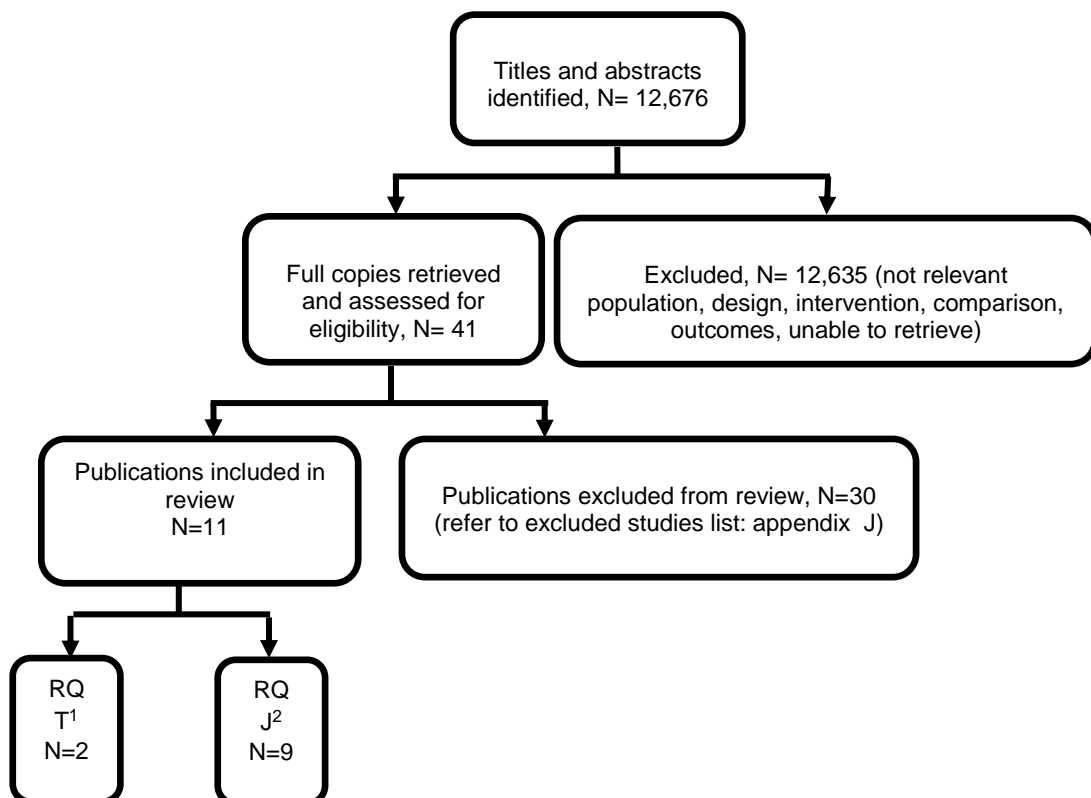 Titles and abstracts
identified, N= 12,676
Full copies retrieved
and assessed for
eligibility, N= 41
Excluded, N= 12,635 (not relevant
population, design, intervention, comparison,
outcomes, unable to retrieve)
Publications included in
review
N=11
Publications excluded from review, N=30
(refer to excluded studies list: appendix J)
RQ
T¹
N=2
RQ
J²
N=9